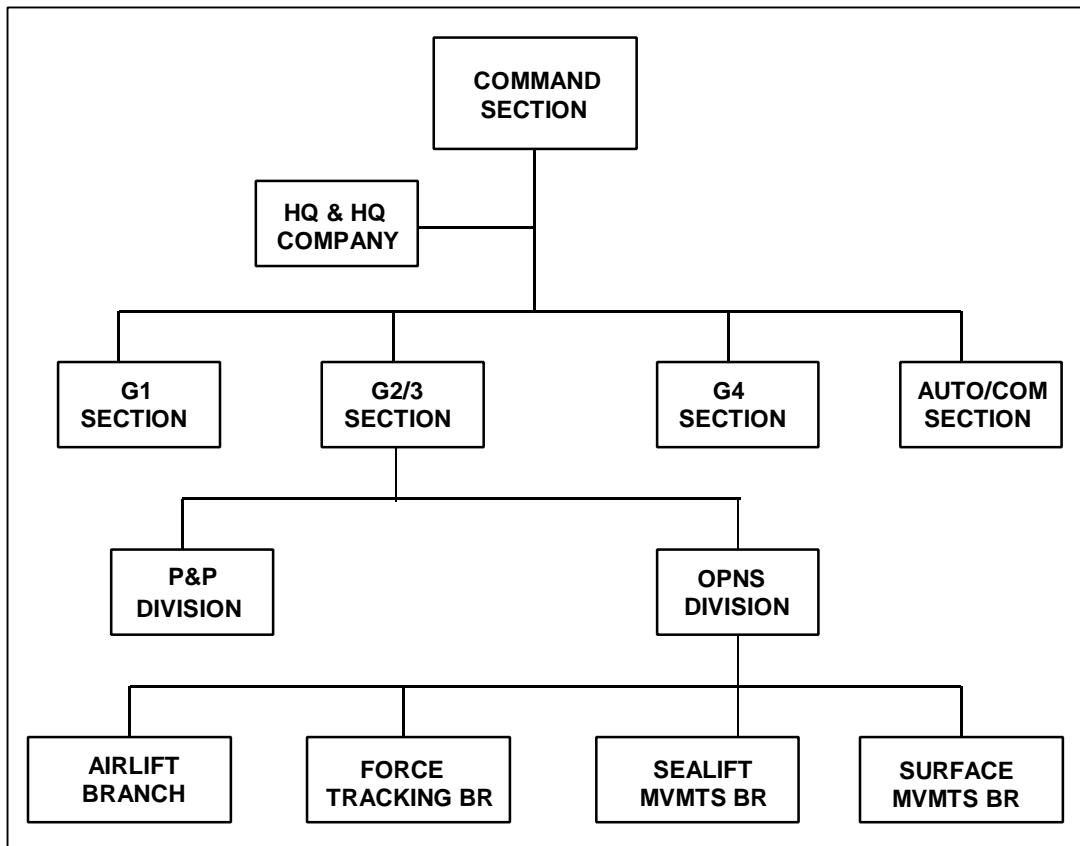 COMMAND
SECTION
HQ & HQ
COMPANY
G1
SECTION
G2/3
SECTION
G4
SECTION
AUTO/COM
SECTION
P&P
DIVISION
OPNS
DIVISION
AIRLIFT
BRANCH
FORCE
TRACKING BR
SEALIFT
MVMTS BR
SURFACE
MVMTS BR